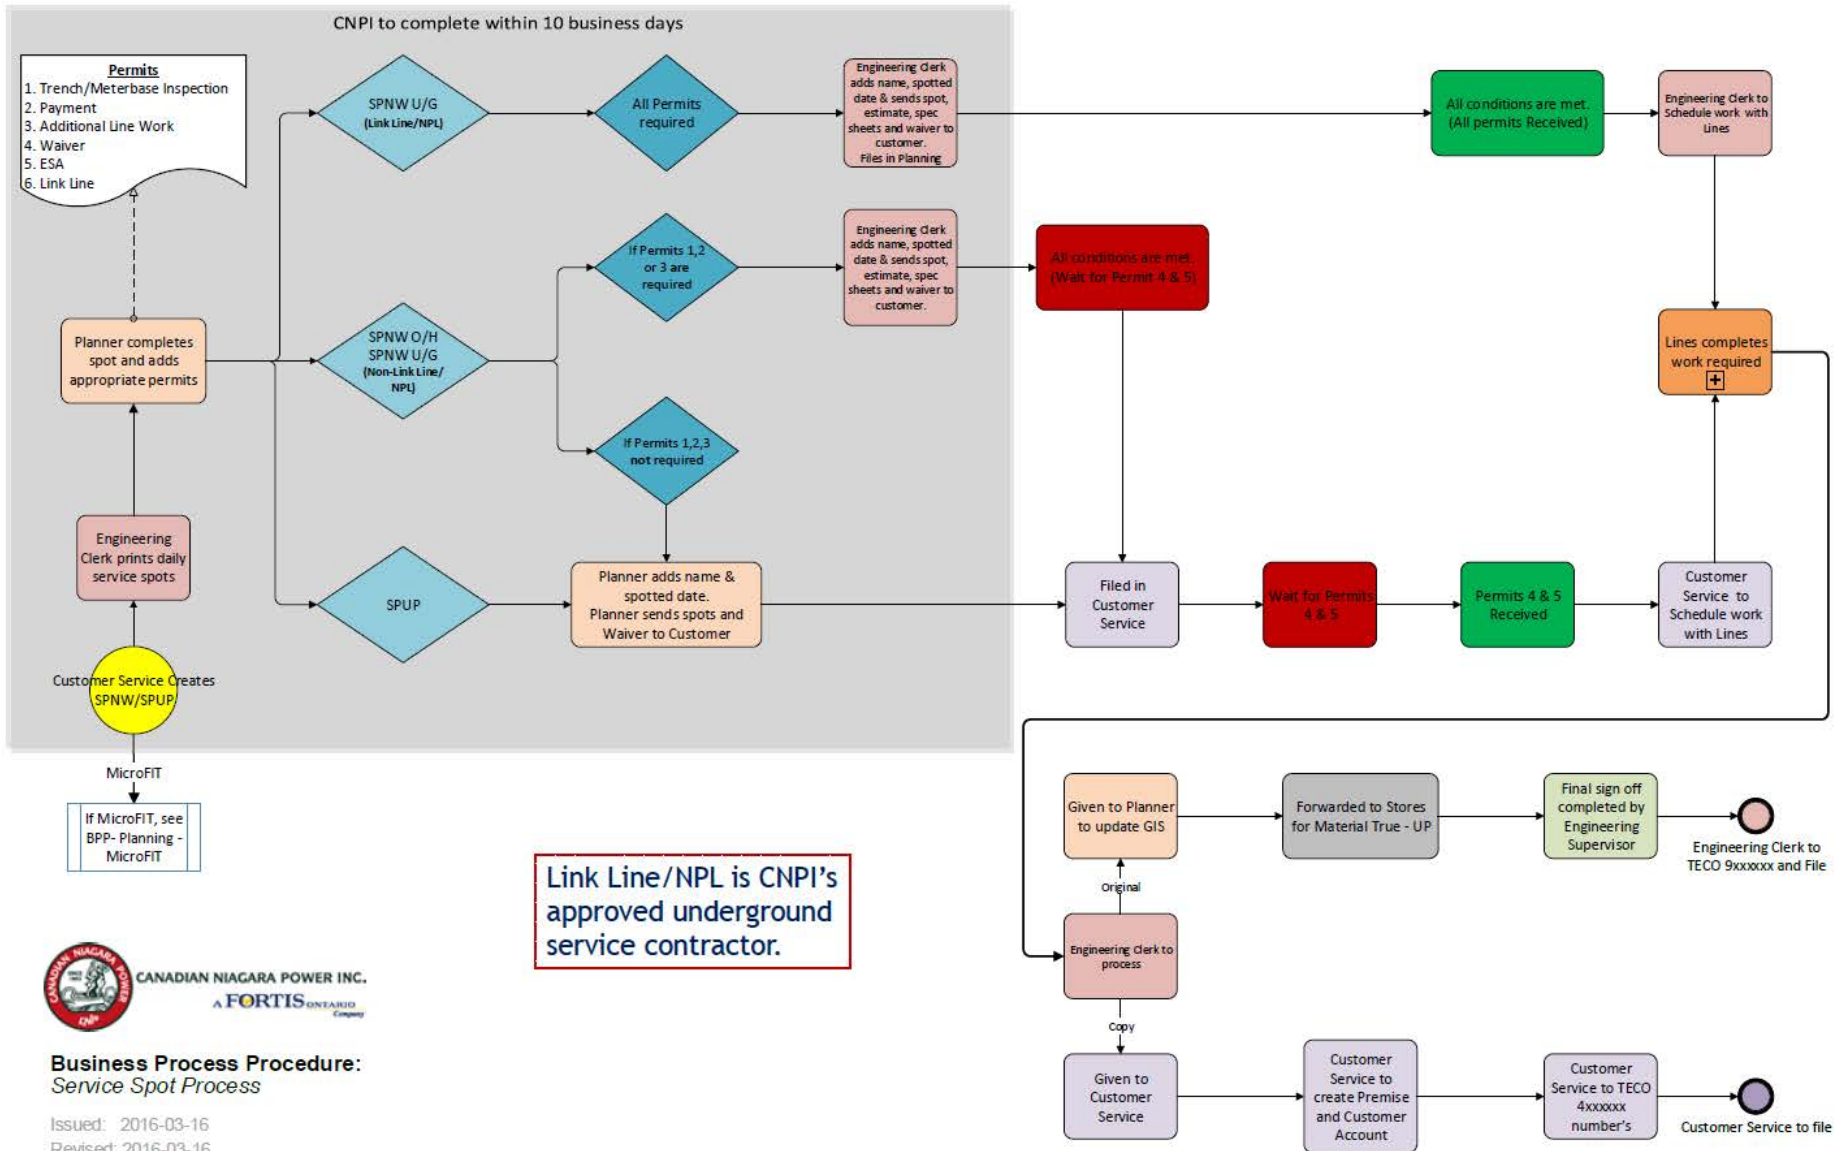 CNPI to complete within 10 business days
Permits
1. Trench/Meterbase Inspection
2. Payment
3. Additional Line Work
4. Waiver
5. ESA
6. Link Line
SPNW U/G
(Link Line/NPL)
All Permits
required
Engineering Clerk
adds name, spotted
date & sends spot,
estimate, spec
sheets and waiver to
customer.
Files in Planning
All conditions are met.
(All permits Received)
Engineering Clerk to
Schedule work with
Lines
If Permits 1,2
or 3 are
required
Engineering Clerk
adds name, spotted
date & sends spot,
estimate, spec
sheets and waiver to
customer.
All conditions are met.
(Wait for Permit 4 & 5)
Planner completes
spot and adds
appropriate permits
SPNW O/H
SPNW U/G
(Non-Link Line/
NPL)
Lines completes
work required
If Permits 1,2,3
not required
Engineering
Clerk prints daily
service spots
SPUP
Planner adds name &
spotted date.
Planner sends spots and
Waiver to Customer
Filed in
Customer
Service
Wait for Permits
4 & 5
Permits 4 & 5
Received
Customer
Service to
Schedule work
with Lines
Customer Service Creates
SPNW/SPUP
MicroFIT
If MicroFIT, see
BPP- Planning -
MicroFIT
Given to Planner
to update GIS
Forwarded to Stores
for Material True - UP
Final sign off
completed by
Engineering
Supervisor
Engineering Clerk to
TECO 9xxxxxx and File
Original
Link Line/NPL is CNPI's
approved underground
service contractor.
Engineering Clerk to
process
Copy
Given to
Customer
Service
Customer
Service to
create Premise
and Customer
Account
Customer
Service to TECO
4xxxxxx
number's
Customer Service to file
CANADIAN NIAGARA POWER
CNP
CANADIAN NIAGARA POWER INC.
A FORTIS ONTARIO
Company
Business Process Procedure:
Service Spot Process
Issued: 2016-03-16
Revised: 2016-03-16